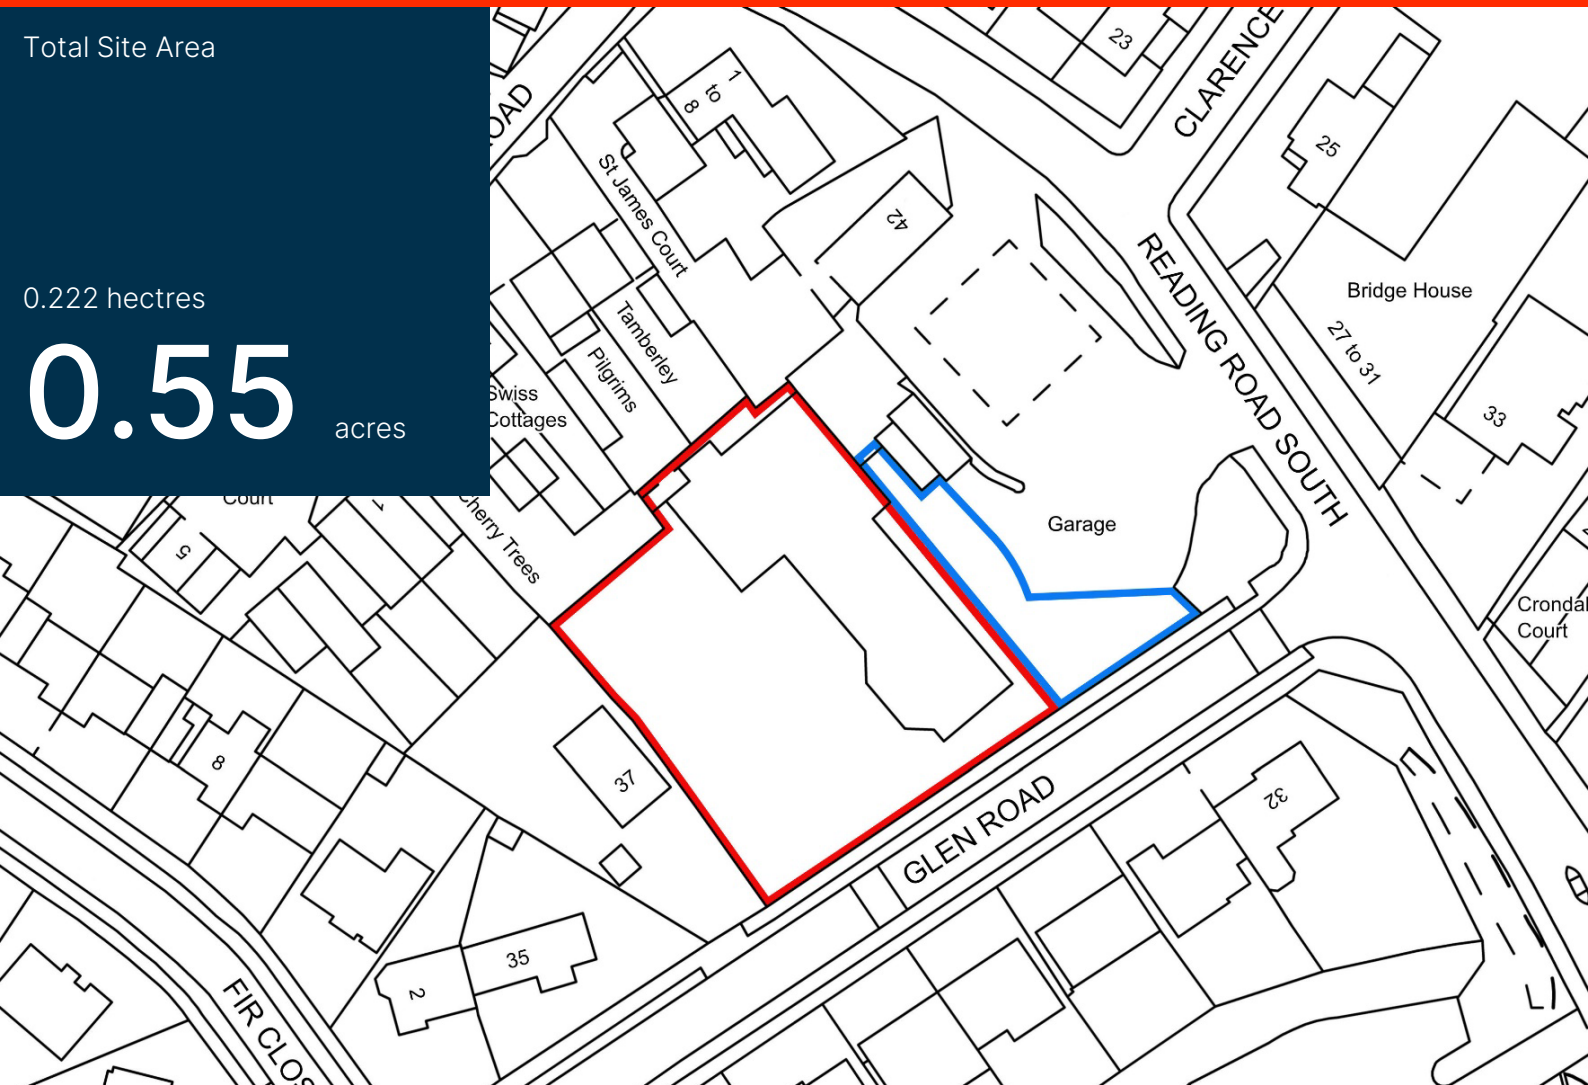 Total Site Area
0.222 hectres
0.55 acres
OAD
1
to
8
St James Court
42
23
CLARENCE
25
READING ROAD SOUTH
Bridge House
27 to 31
33
Tamberley
Pilgrims
Swiss
Cottages
Cherry Trees
Court
5
1
Garage
Crondal
Court
8
37
GLEN ROAD
32
35
2
FIR CLOS